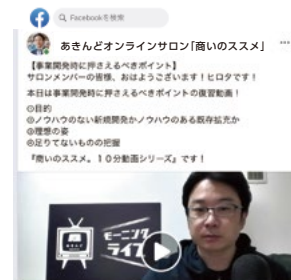 Facebookを検索
あきんどオンラインサロン「商いのススメ」
【事業開発時に押さえるべきポイント】
サロンメンバーの皆様、おはようございます！ヒロタです！
本日は事業開発時に押さえるべきポイントの復習動画！
①目的
②ノウハウのない新規開発かノウハウのある既存拡充か
③理想の姿
④足りてないものの把握
『商いのススメ。１０分動画シリーズ』です！
モーニング
ライブ